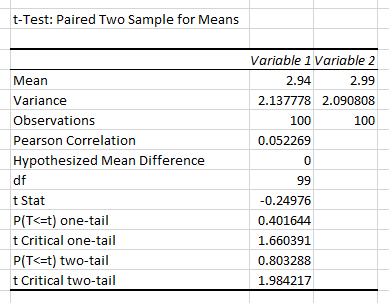 t-Test: Paired Two Sample for Means
Variable 1 Variable 2
Mean 2.94 2.99
Variance 2.137778 2.090808
Observations 100 100
Pearson Correlation 0.052269
Hypothesized Mean Difference 0
df 99
t Stat -0.24976
P(T<=t) one-tail 0.401644
t Critical one-tail 1.660391
P(T<=t) two-tail 0.803288
t Critical two-tail 1.984217